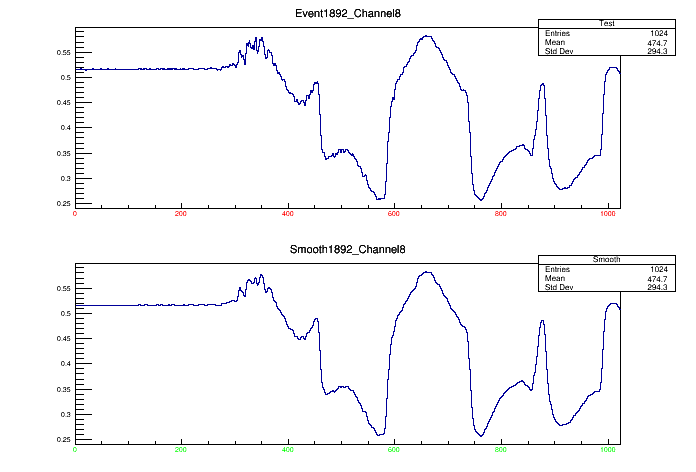 Event1892_Channel8
Test
Entries 1024
Mean 474.7
Std Dev 294.3
0.55
0.5
0.45
0.4
0.35
0.3
0.25
0 200 400 600 800 1000
Smooth1892_Channel8
Smooth
Entries 1024
Mean 474.7
Std Dev 294.3
0.55
0.5
0.45
0.4
0.35
0.3
0.25
0 200 400 600 800 1000